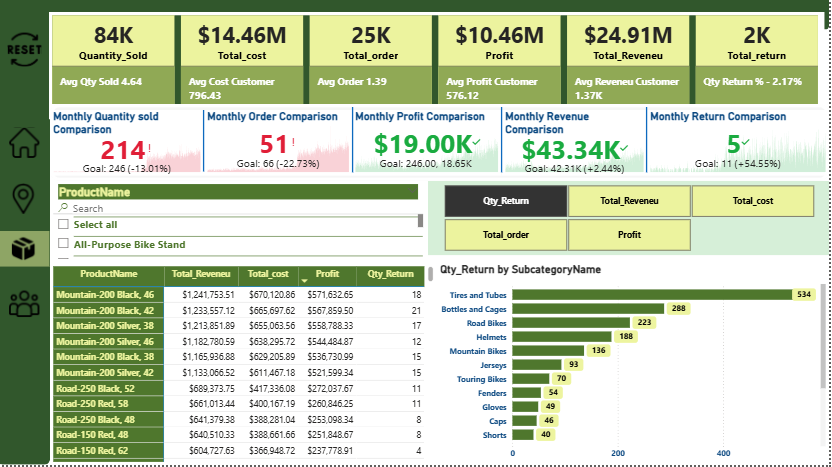 RESET
84K
Quantity_Sold
Avg Qty Sold 4.64
$14.46M
Total_cost
Avg Cost Customer
796.43
25K
Total_order
Avg Order 1.39
$10.46M
Profit
Avg Profit Customer
576.12
$24.91M
Total_Reveneu
Avg Reveneu Customer
1.37K
2K
Total_return
Qty Return % - 2.17%
Monthly Quantity sold
Comparison
214!
Goal: 246 (-13.01%)
Monthly Order Comparison
51!
Goal: 66 (-22.73%)
Monthly Profit Comparison
$19.00K
Goal: 246.00, 18.65K
Monthly Revenue
Comparison
$43.34K
Goal: 42.31K (+2.44%)
Monthly Return Comparison
5
Goal: 11 (+54.55%)
ProductName
Search
Select all
All-Purpose Bike Stand
Qty_Return
Total_Reveneu
Total_cost
Total_order
Profit
ProductName Total_Reveneu Total_cost Profit Qty_Return
Mountain-200 Black, 46 $1,241,753.51 $670,120.86 $571,632.65 18
Mountain-200 Black, 42 $1,233,557.12 $665,697.62 $567,859.50 21
Mountain-200 Silver, 38 $1,213,851.89 $655,063.56 $558,788.33 17
Mountain-200 Silver, 46 $1,182,780.59 $638,295.72 $544,484.87 12
Mountain-200 Black, 38 $1,165,936.88 $629,205.89 $536,730.99 15
Mountain-200 Silver, 42 $1,133,066.52 $611,467.18 $521,599.34 15
Road-250 Black, 52 $689,373.75 $417,336.08 $272,037.67 11
Road-250 Red, 58 $661,013.44 $400,167.19 $260,846.25 11
Road-250 Black, 48 $641,379.38 $388,281.04 $253,098.34 8
Road-150 Red, 48 $640,510.33 $388,661.66 $251,848.67 8
Road-150 Red, 62 $604,727.63 $366,948.72 $237,778.91 4
Qty_Return by SubcategoryName
Tires and Tubes 534
Bottles and Cages 288
Road Bikes 223
Helmets 188
Mountain Bikes 136
Jerseys 93
Touring Bikes 70
Fenders 54
Gloves 49
Caps 46
Shorts 40
0 200 400